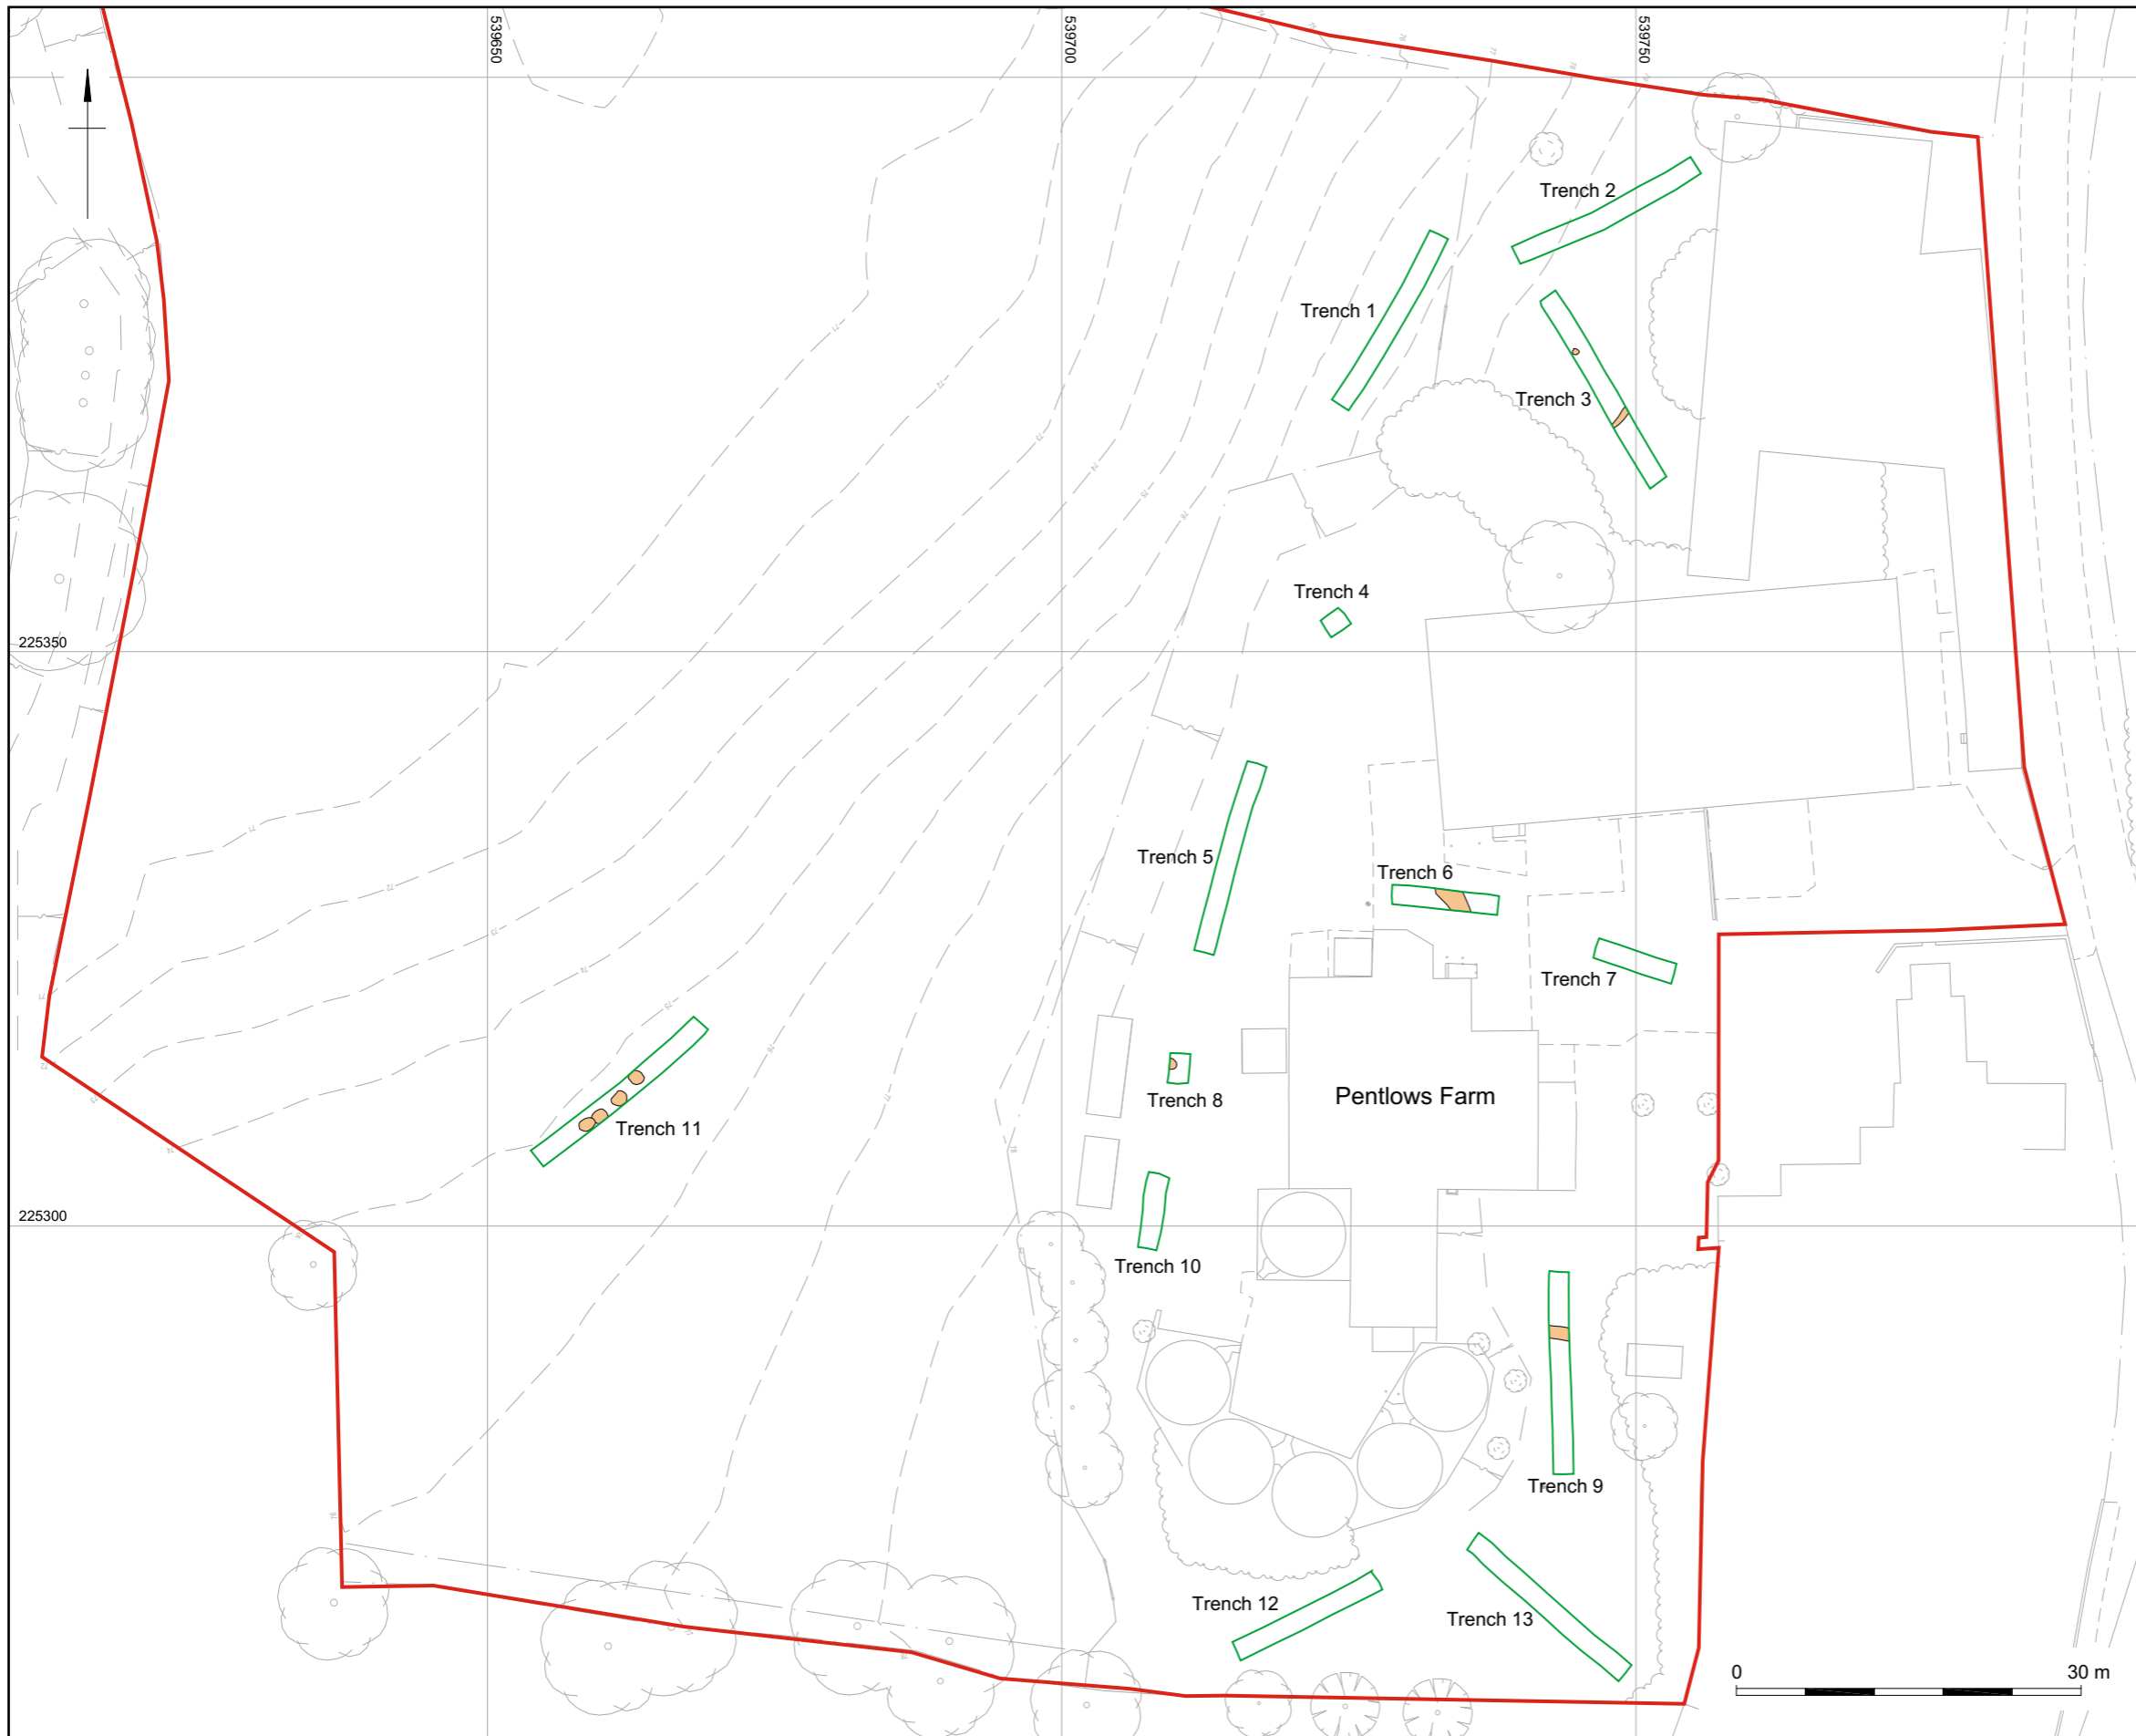 539650
539700
539750
Trench 2
Trench 1
Trench 3
Trench 4
225350
Trench 5
Trench 6
Trench 7
Trench 8
Pentlows Farm
Trench 11
225300
Trench 10
Trench 9
Trench 12
Trench 13
0 30 m